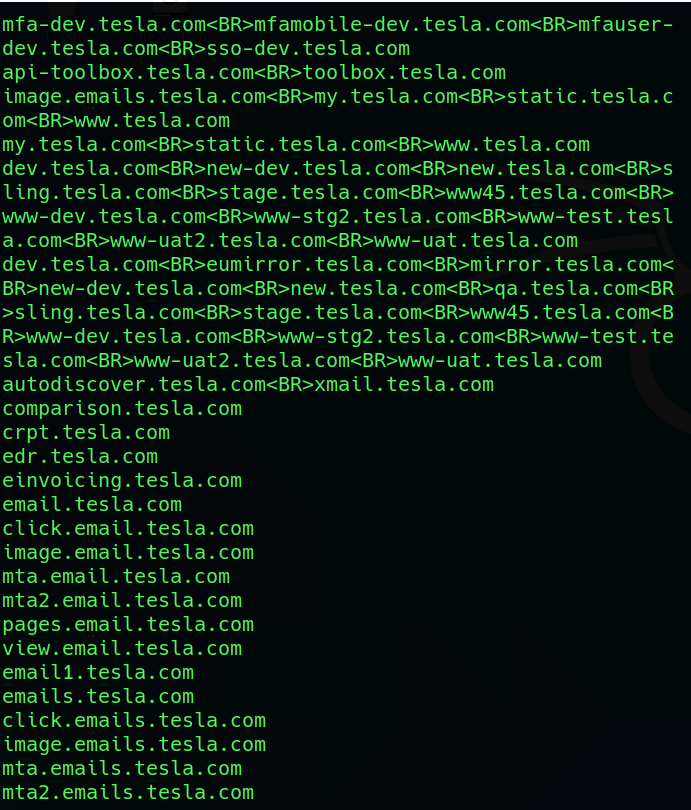 mfa-dev.tesla.com<BR>mfamobile-dev.tesla.com<BR>mfauser-
dev.tesla.com<BR>sso-dev.tesla.com
api-toolbox.tesla.com<BR>toolbox.tesla.com
image.emails.tesla.com<BR>my.tesla.com<BR>static.tesla.c
om<BR>www.tesla.com
my.tesla.com<BR>static.tesla.com<BR>www.tesla.com
dev.tesla.com<BR>new-dev.tesla.com<BR>new.tesla.com<BR>s
ling.tesla.com<BR>stage.tesla.com<BR>www45.tesla.com<BR>
www-dev.tesla.com<BR>www-stg2.tesla.com<BR>www-test.tesl
a.com<BR>www-uat2.tesla.com<BR>www-uat.tesla.com
dev.tesla.com<BR>eumirror.tesla.com<BR>mirror.tesla.com<
BR>new-dev.tesla.com<BR>new.tesla.com<BR>qa.tesla.com<BR
>sling.tesla.com<BR>stage.tesla.com<BR>www45.tesla.com<B
R>www-dev.tesla.com<BR>www-stg2.tesla.com<BR>www-test.te
sla.com<BR>www-uat2.tesla.com<BR>www-uat.tesla.com
autodiscover.tesla.com<BR>xmail.tesla.com
comparison.tesla.com
crpt.tesla.com
edr.tesla.com
einvoicing.tesla.com
email.tesla.com
click.email.tesla.com
image.email.tesla.com
mta.email.tesla.com
mta2.email.tesla.com
pages.email.tesla.com
view.email.tesla.com
email1.tesla.com
emails.tesla.com
click.emails.tesla.com
image.emails.tesla.com
mta.emails.tesla.com
mta2.emails.tesla.com